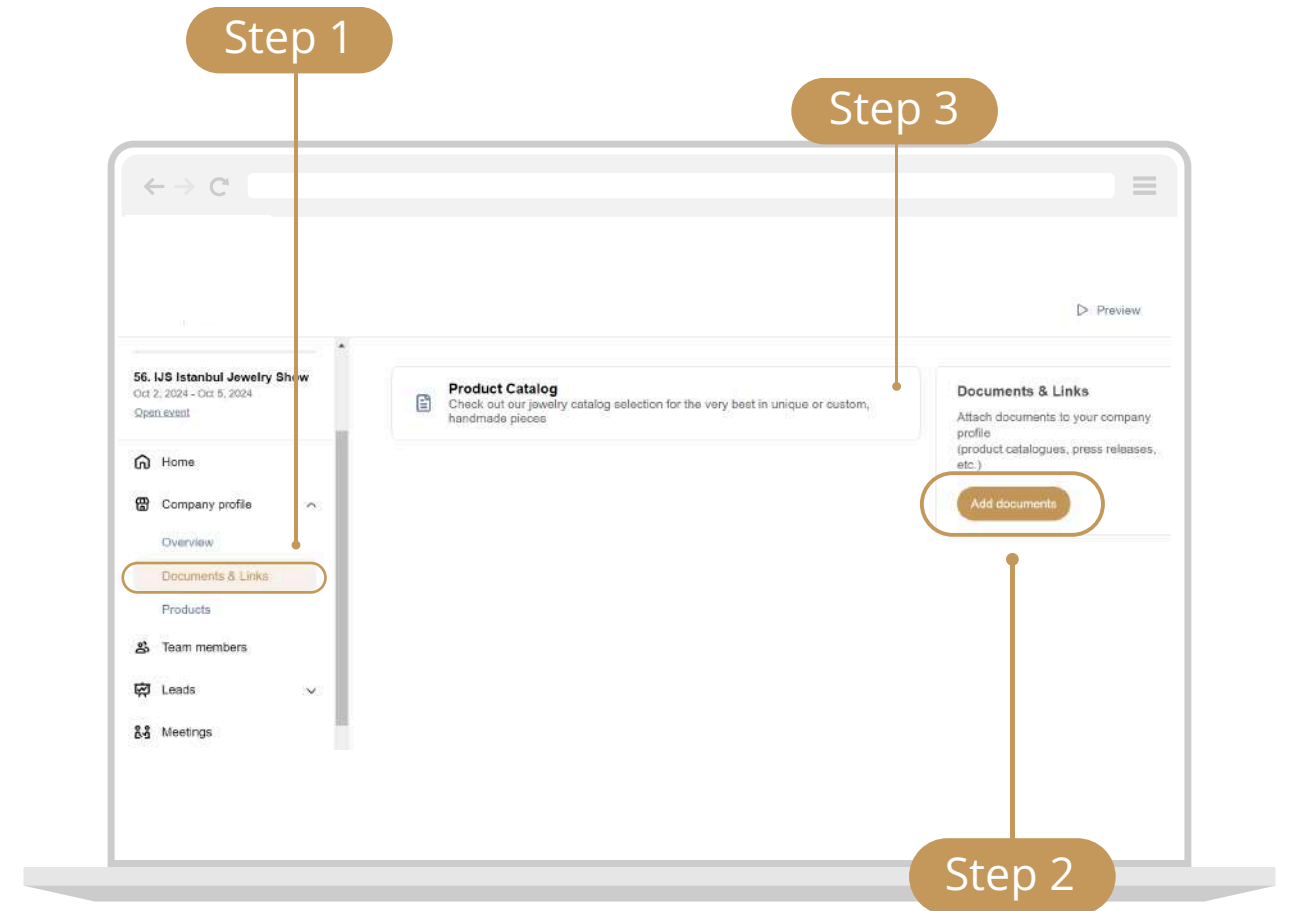 Step 1
Step 3
Preview
56. IJS Istanbul Jewelry Show
Oct 2, 2024 - Oct 5, 2024
Open event
Home
Company profile
Overview
Documents & Links
Products
Team members
Leads
Meetings
Product Catalog
Check out our jewelry catalog selection for the very best in unique or custom,
handmade pieces
Documents & Links
Attach documents to your company
profile
(product catalogues, press releases,
etc.)
Add documents
Step 2